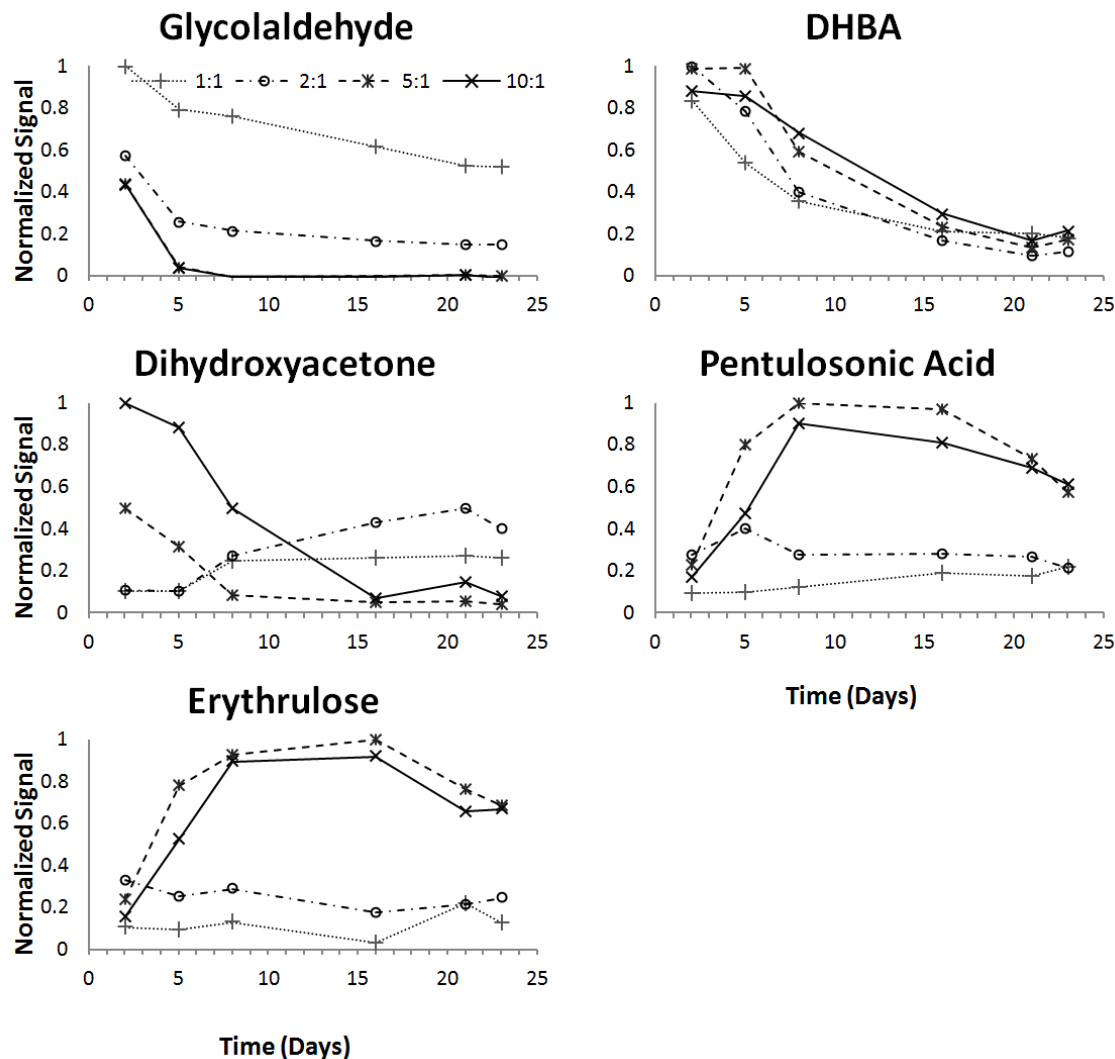 Glycolaldehyde
Normalized Signal
1
0.8
0.6
0.4
0.2
0
0 5 10 15 20 25
1:1 2:1 5:1 10:1
DHBA
1
0.8
0.6
0.4
0.2
0
0 5 10 15 20 25
Dihydroxyacetone
Normalized Signal
1
0.8
0.6
0.4
0.2
0
0 5 10 15 20 25
Pentulosonic Acid
1
0.8
0.6
0.4
0.2
0
0 5 10 15 20 25
Time (Days)
Erythrulose
Normalized Signal
1
0.8
0.6
0.4
0.2
0
0 5 10 15 20 25
Time (Days)